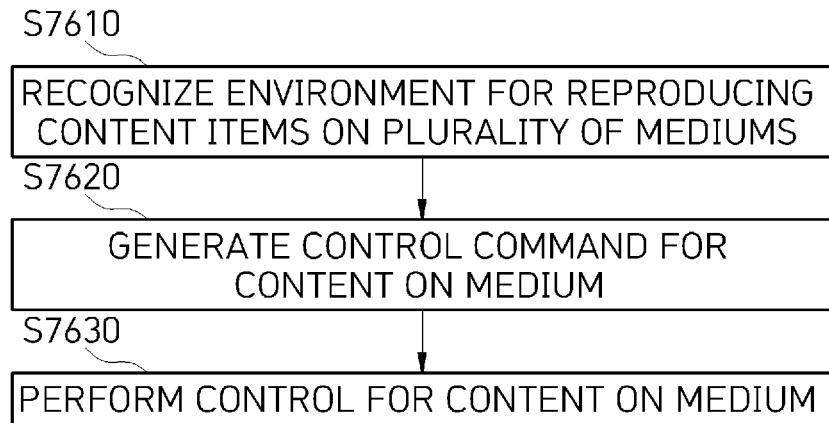 S7610
RECOGNIZE ENVIRONMENT FOR REPRODUCING
CONTENT ITEMS ON PLURALITY OF MEDIUMS
S7620
GENERATE CONTROL COMMAND FOR
CONTENT ON MEDIUM
S7630
PERFORM CONTROL FOR CONTENT ON MEDIUM